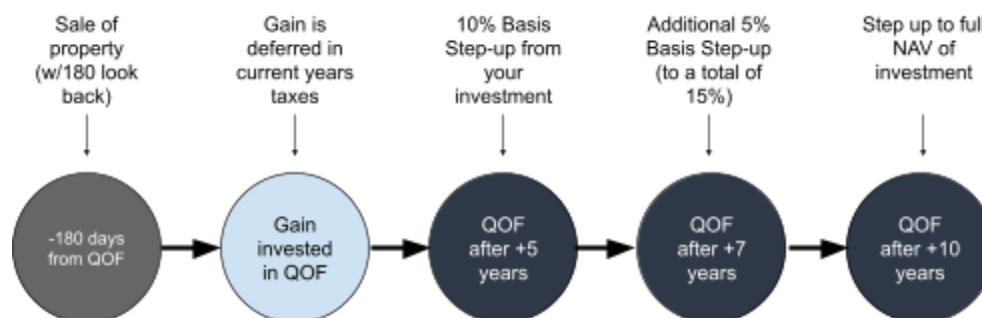 Sale of
property
(w/180 look
back)
Gain is
deferred in
current years
taxes
10% Basis
Step-up from
your
investment
Additional 5%
Basis Step-up
(to a total of
15%)
Step up to full
NAV of
investment
-180 days
from QOF
Gain
invested
in QOF
QOF
after +5
years
QOF
after +7
years
QOF
after +10
years